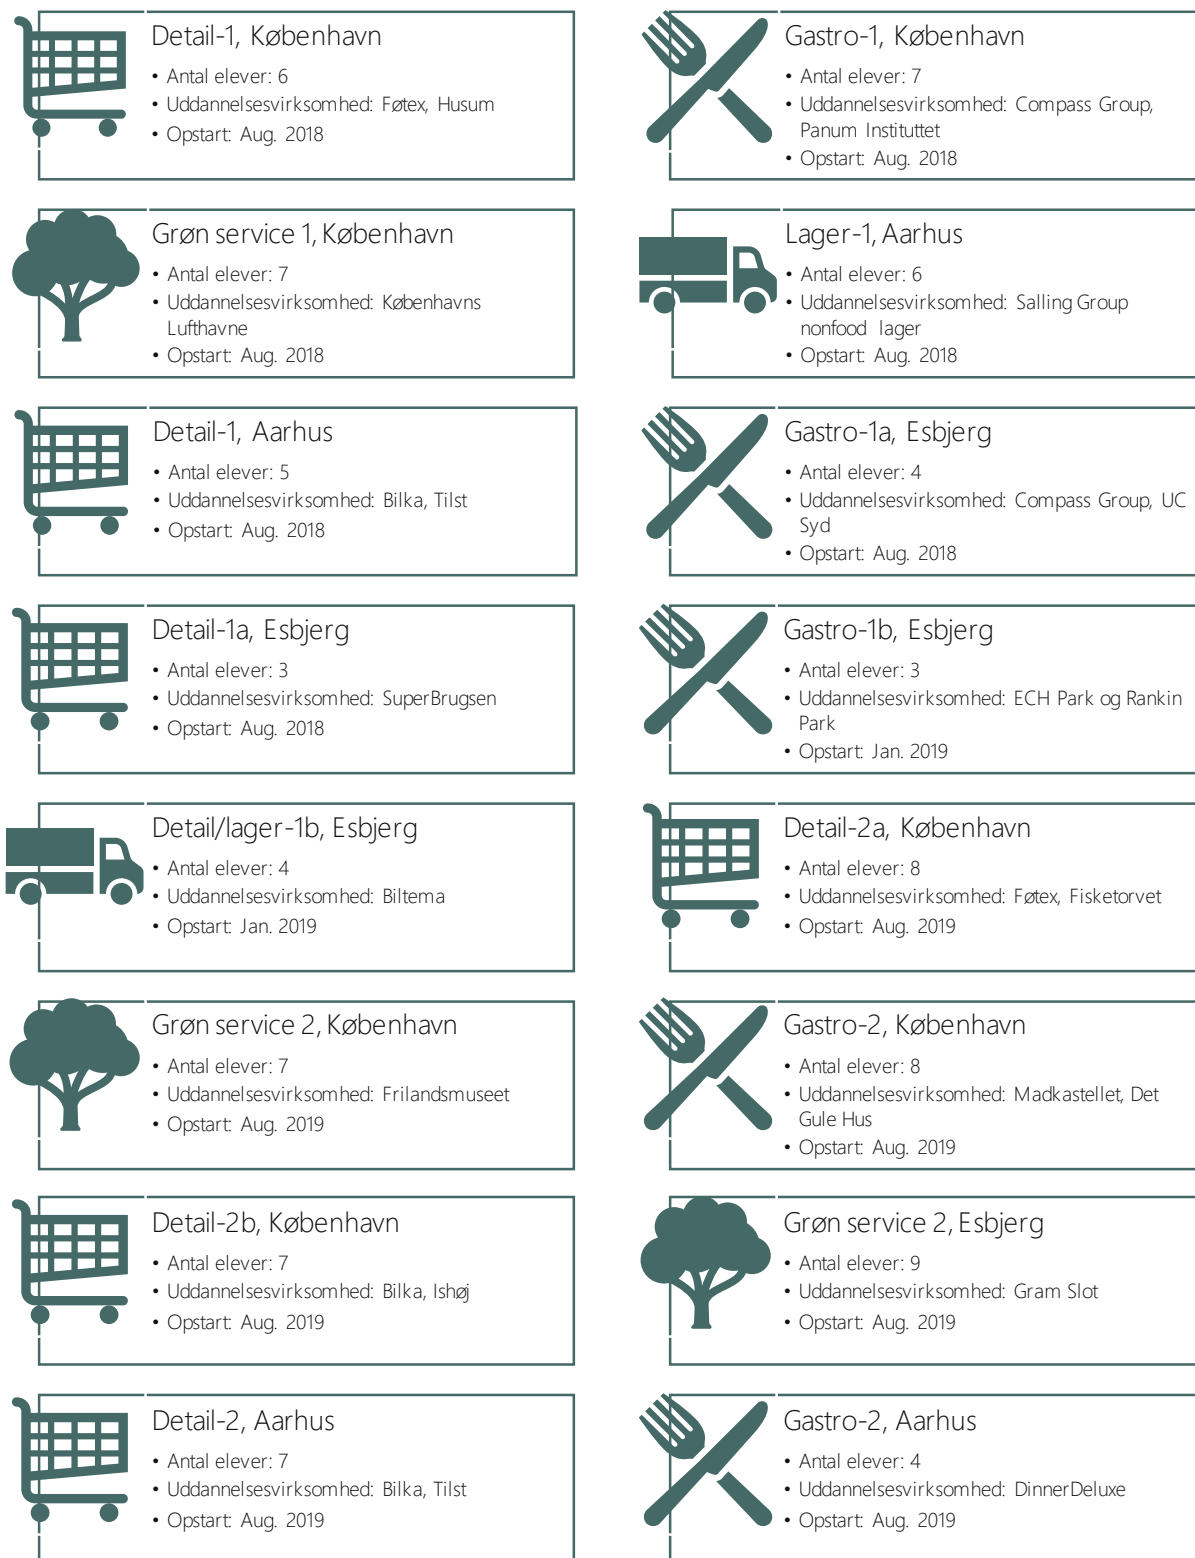 Detail-1, København
• Antal elever: 6
• Uddannelsesvirksomhed: Føtex, Husum
• Opstart: Aug. 2018
Gastro-1, København
• Antal elever: 7
• Uddannelsesvirksomhed: Compass Group,
Panum Instituttet
• Opstart: Aug. 2018
Grøn service 1, København
• Antal elever: 7
• Uddannelsesvirksomhed: Københavns
Lufthavne
• Opstart: Aug. 2018
Lager-1, Aarhus
• Antal elever: 6
• Uddannelsesvirksomhed: Salling Group
nonfood lager
• Opstart: Aug. 2018
Detail-1, Aarhus
• Antal elever: 5
• Uddannelsesvirksomhed: Bilka, Tilst
• Opstart: Aug. 2018
Gastro-1a, Esbjerg
• Antal elever: 4
• Uddannelsesvirksomhed: Compass Group, UC
Syd
• Opstart: Aug. 2018
Detail-1a, Esbjerg
• Antal elever: 3
• Uddannelsesvirksomhed: SuperBrugsen
• Opstart: Aug. 2018
Gastro-1b, Esbjerg
• Antal elever: 3
• Uddannelsesvirksomhed: ECH Park og Rankin
Park
• Opstart: Jan. 2019
Detail/lager-1b, Esbjerg
• Antal elever: 4
• Uddannelsesvirksomhed: Biltema
• Opstart: Jan. 2019
Detail-2a, København
• Antal elever: 8
• Uddannelsesvirksomhed: Føtex, Fisketorvet
• Opstart: Aug. 2019
Grøn service 2, København
• Antal elever: 7
• Uddannelsesvirksomhed: Frilandsmuseet
• Opstart: Aug. 2019
Gastro-2, København
• Antal elever: 8
• Uddannelsesvirksomhed: Madkastellet, Det
Gule Hus
• Opstart: Aug. 2019
Detail-2b, København
• Antal elever: 7
• Uddannelsesvirksomhed: Bilka, Ishøj
• Opstart: Aug. 2019
Grøn service 2, Esbjerg
• Antal elever: 9
• Uddannelsesvirksomhed: Gram Slot
• Opstart: Aug. 2019
Detail-2, Aarhus
• Antal elever: 7
• Uddannelsesvirksomhed: Bilka, Tilst
• Opstart: Aug. 2019
Gastro-2, Aarhus
• Antal elever: 4
• Uddannelsesvirksomhed: DinnerDeluxe
• Opstart: Aug. 2019